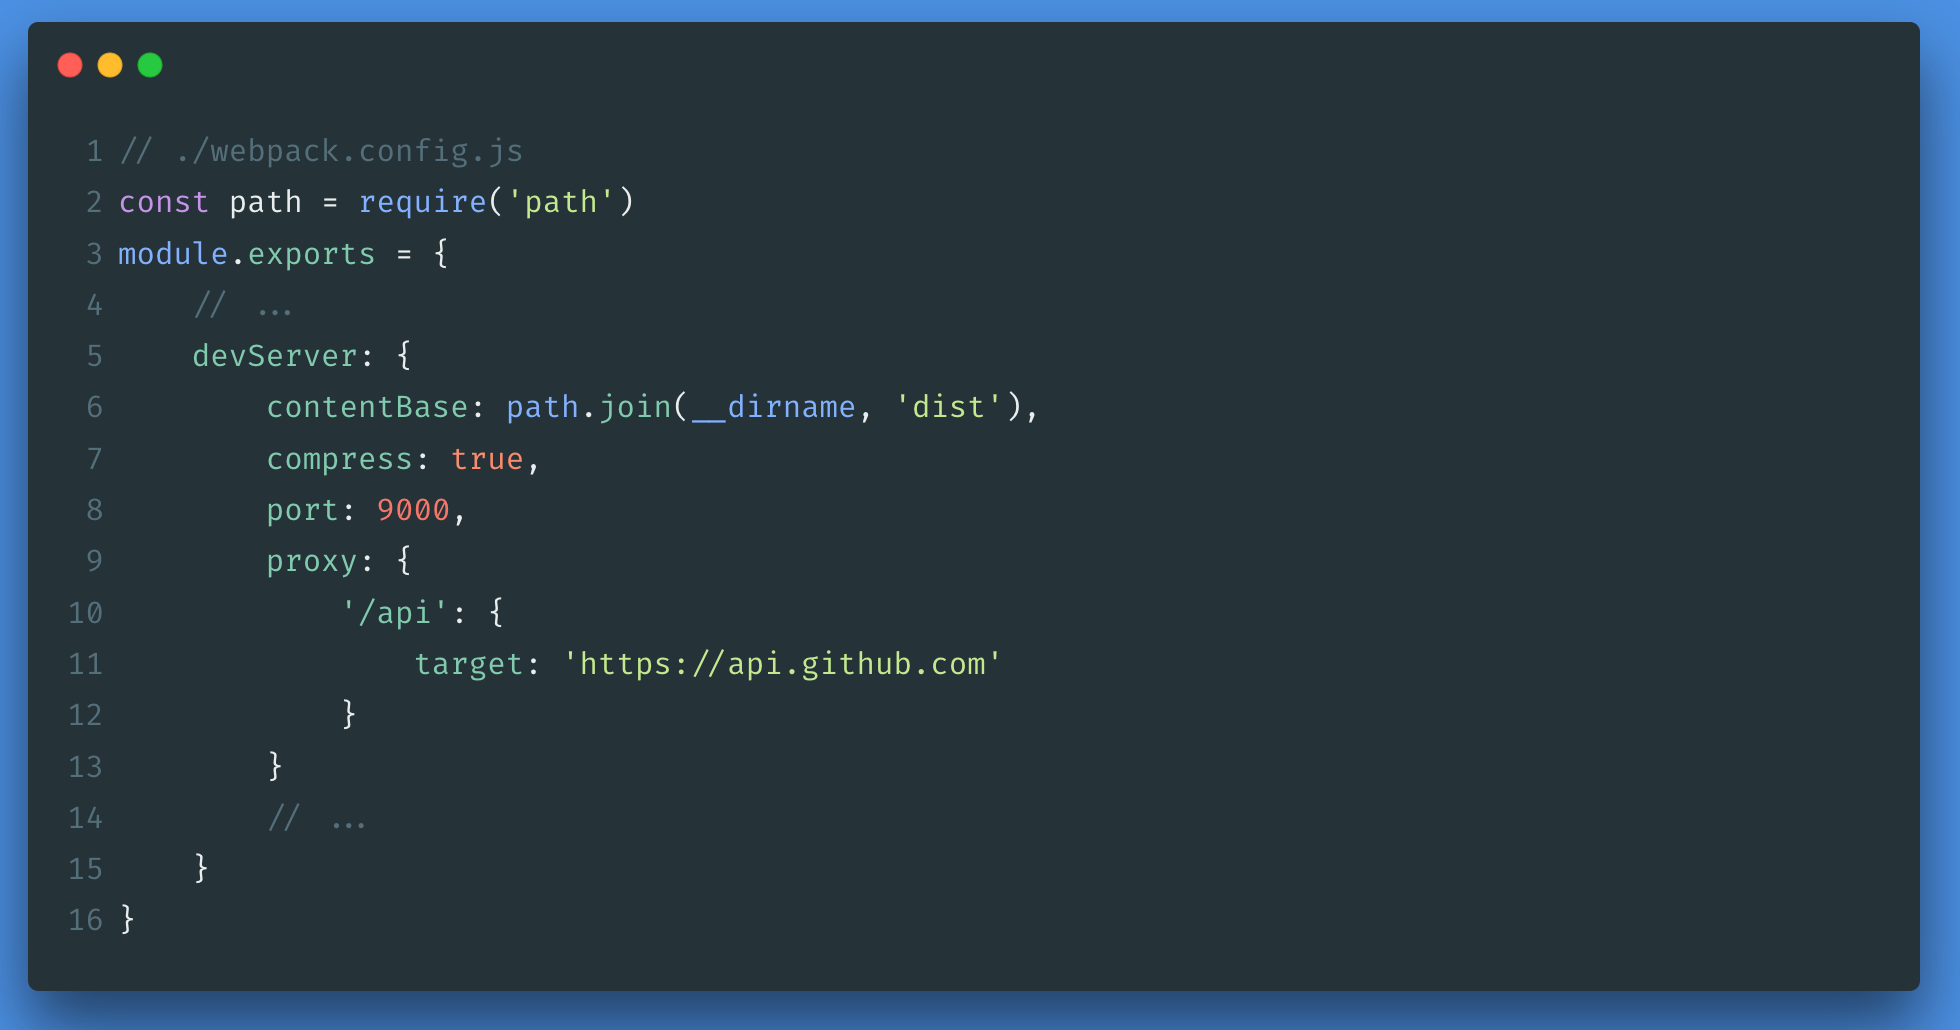 1 // ./webpack.config.js
2 const path = require('path')
3 module.exports = {
4     // ...
5     devServer: {
6         contentBase: path.join(__dirname, 'dist'),
7         compress: true,
8         port: 9000,
9         proxy: {
10             '/api': {
11                 target: 'https://api.github.com'
12             }
13         }
14         // ...
15     }
16 }